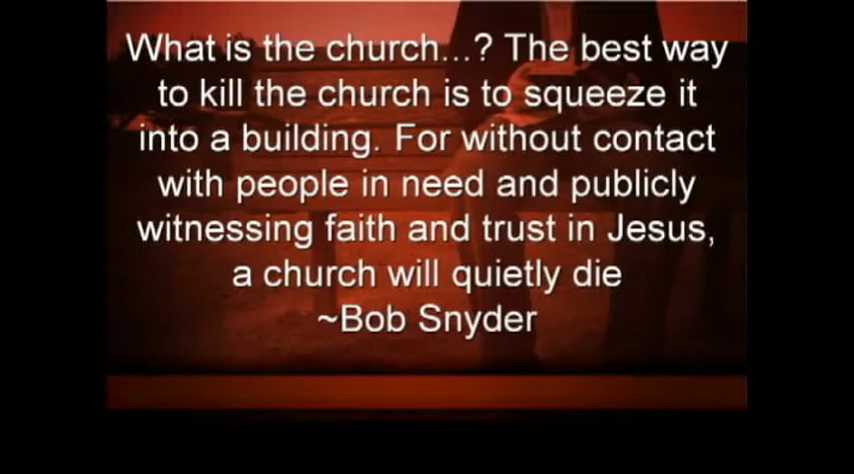 What is the church...? The best way
to kill the church is to squeeze it
into a building. For without contact
with people in need and publicly
witnessing faith and trust in Jesus,
a church will quietly die
~Bob Snyder